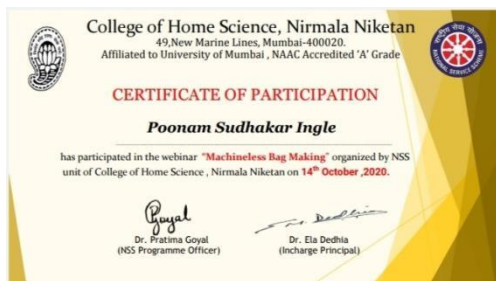 College of Home Science, Nirmala Niketan
49,New Marine Lines, Mumbai-400020.
Affiliated to University of Mumbai , NAAC Accredited 'A' Grade
CERTIFICATE OF PARTICIPATION
Poonam Sudhakar Ingle
has participated in the webinar "Machineless Bag Making" organized by NSS
unit of College of Home Science , Nirmala Niketan on 14th October ,2020.
Goyal
Dr. Pratima Goyal
(NSS Programme Officer)
Dr. Ela Dedhia
(Incharge Principal)